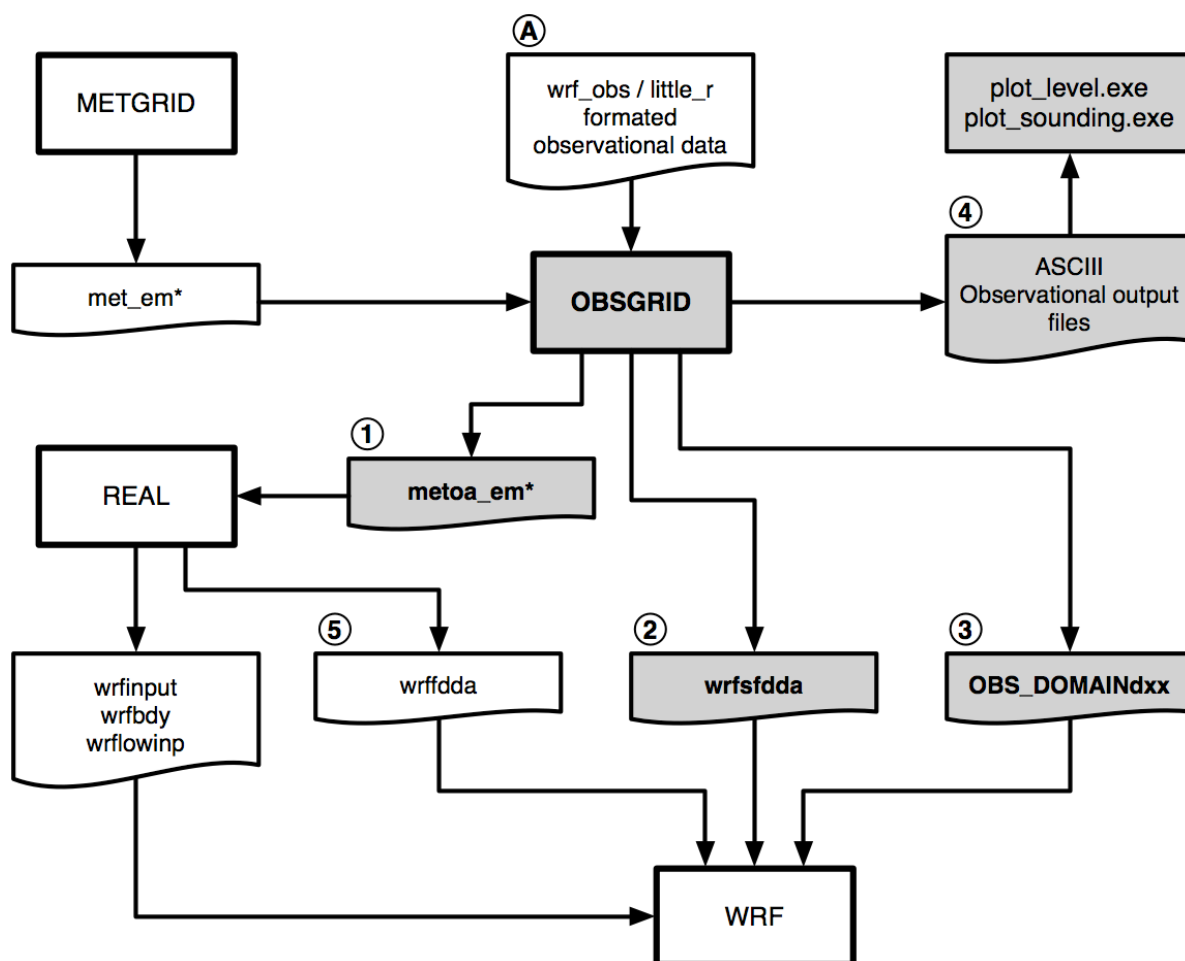 Ⓐ
METGRID
wrf_obs / little_r
formated
observational data
plot_level.exe
plot_sounding.exe
④
met_em*
OBSGRID
ASCIII
Observational output
files
①
REAL
metoa_em*
⑤
②
③
wrfinput
wrfbdy
wrflowinp
wrffdda
wrfsfdda
OBS_DOMAINdxx
WRF